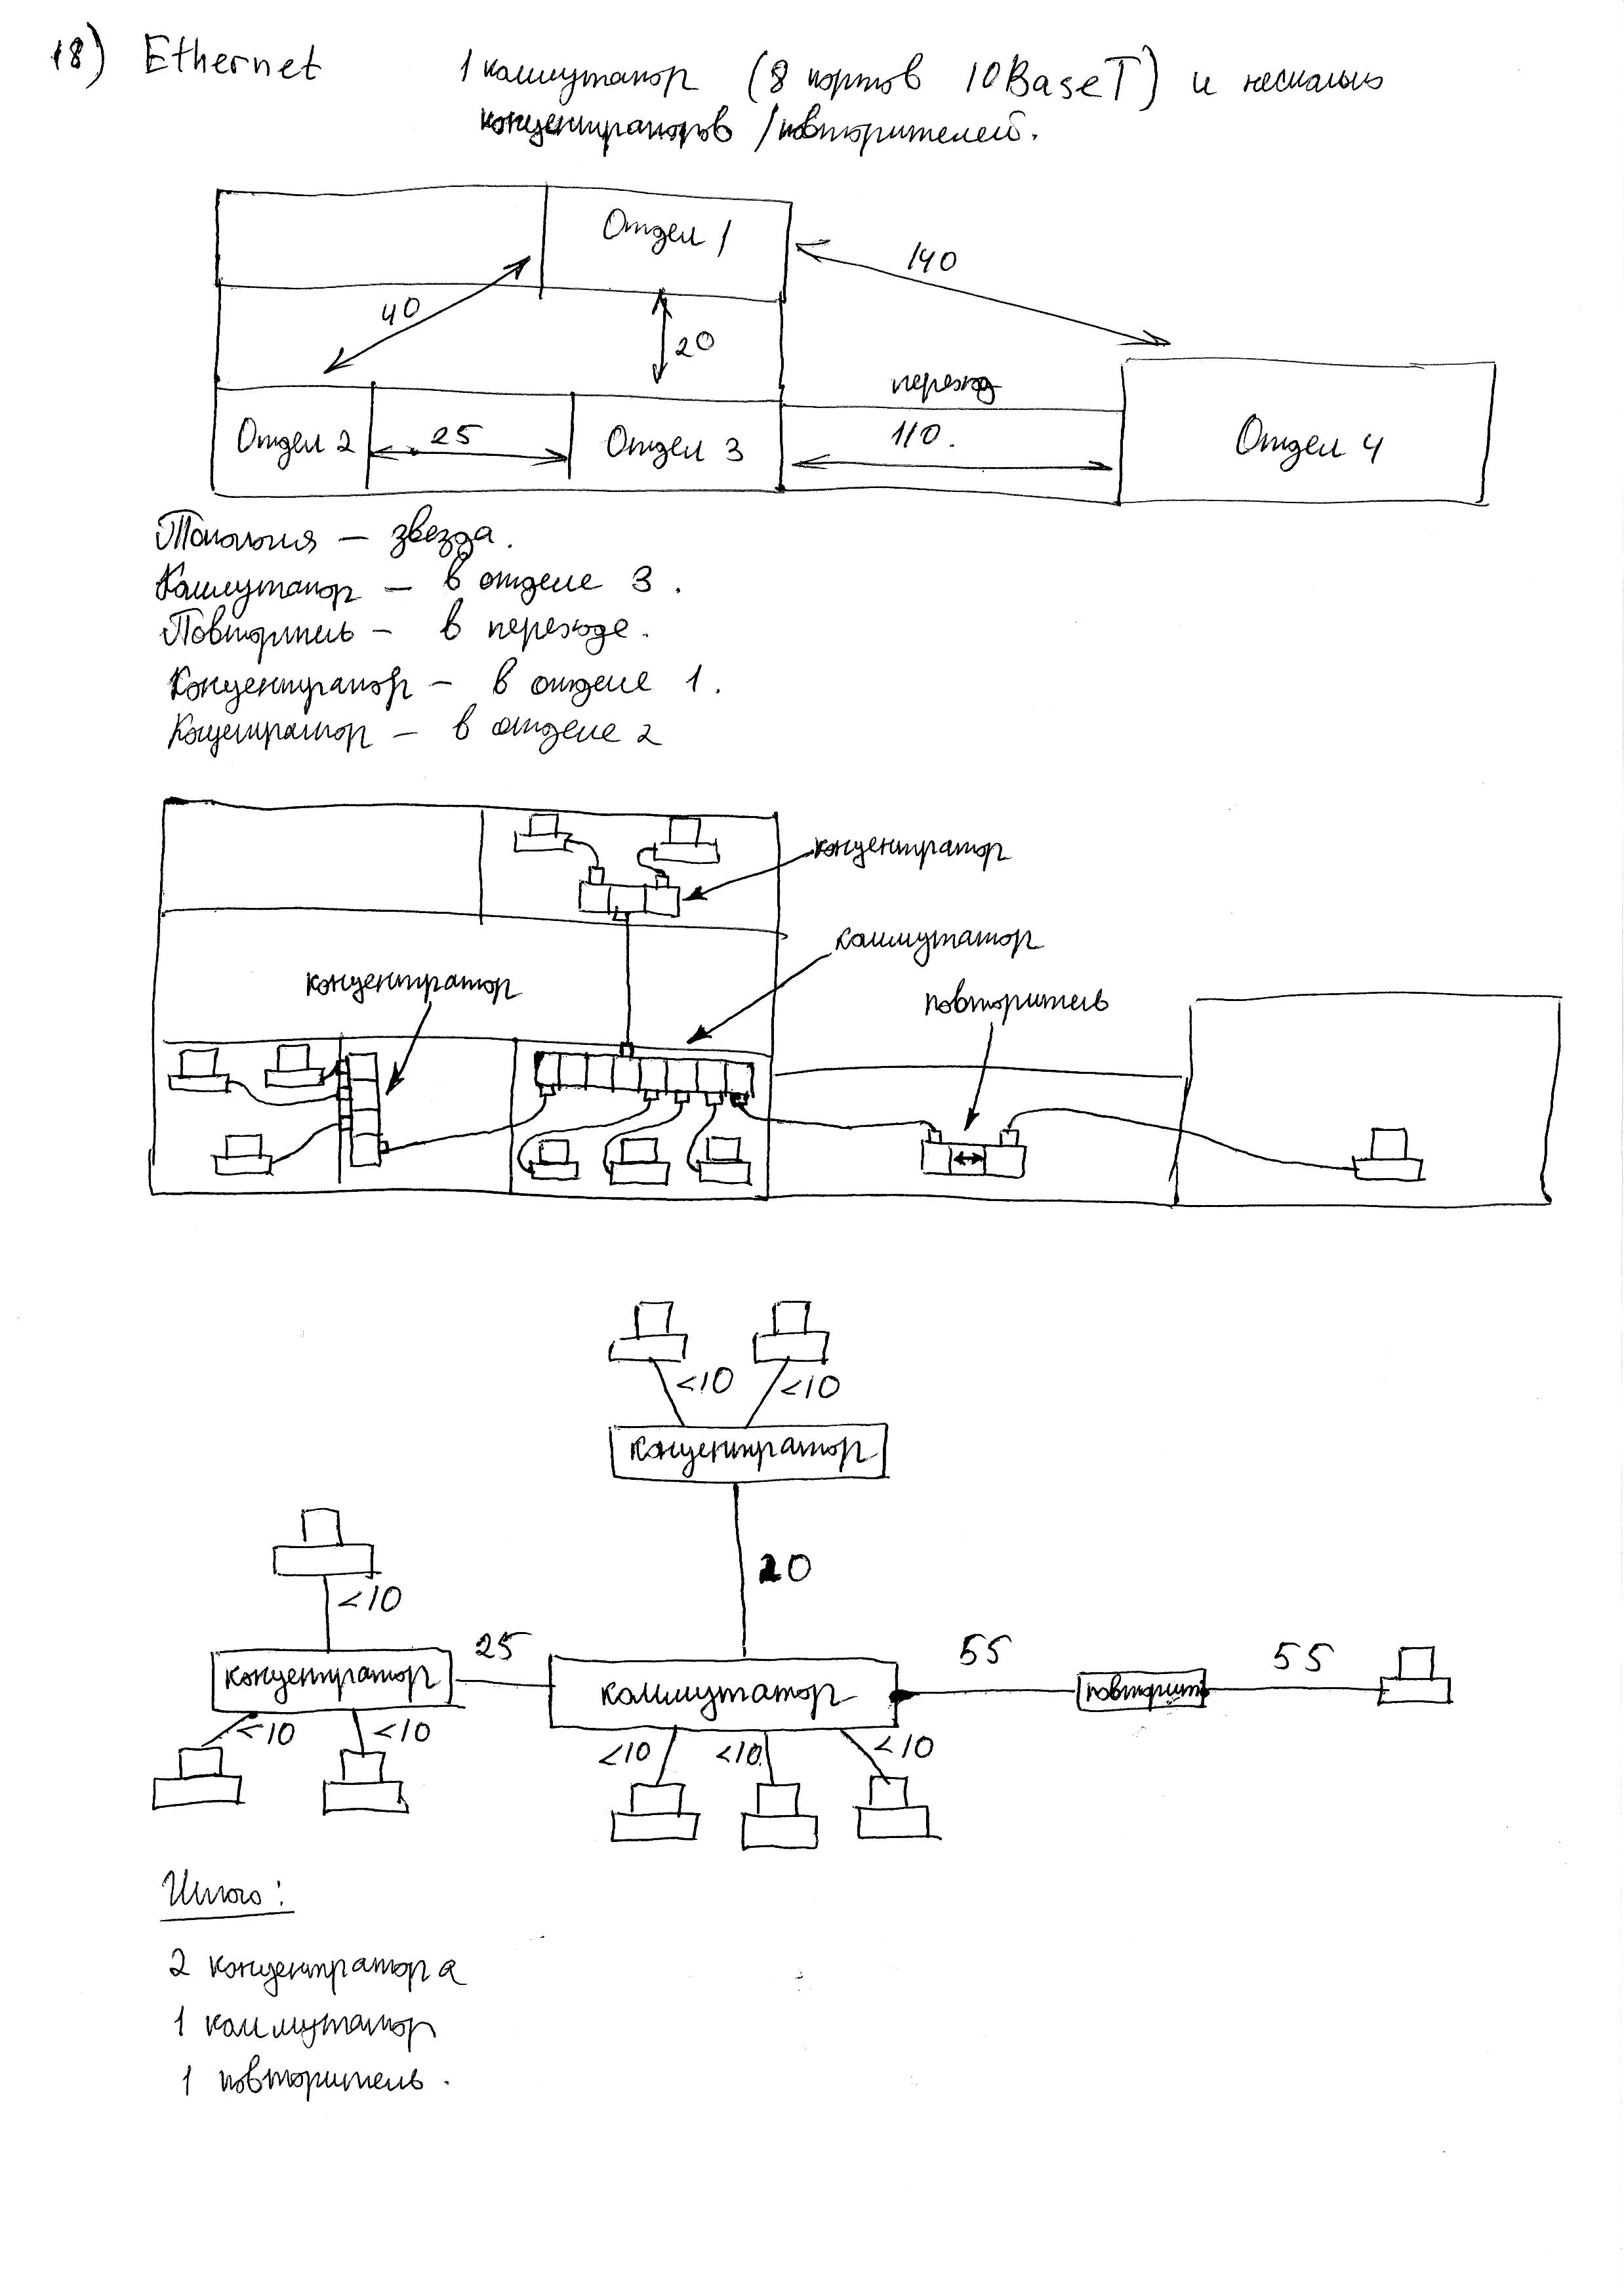 18) Ethernet 1 коммутатор (8 портов 10BaseT) и несколько
концентраторов / повторителей.
Отдел 1
140
40
20
переход
Отдел 2
25
Отдел 3
110.
Отдел 4
Топология – звезда.
Коммутатор – в отделе 3.
Повторитель – в переходе.
Концентратор – в отделе 1.
Концентратор – в отделе 2
концентратор
коммутатор
концентратор
повторитель
<10
<10
концентратор
20
<10
25
55
55
концентратор
коммутатор
повторит
<10
<10
<10
<10
<10
Итого:
2 концентратора
1 коммутатор
1 повторитель.